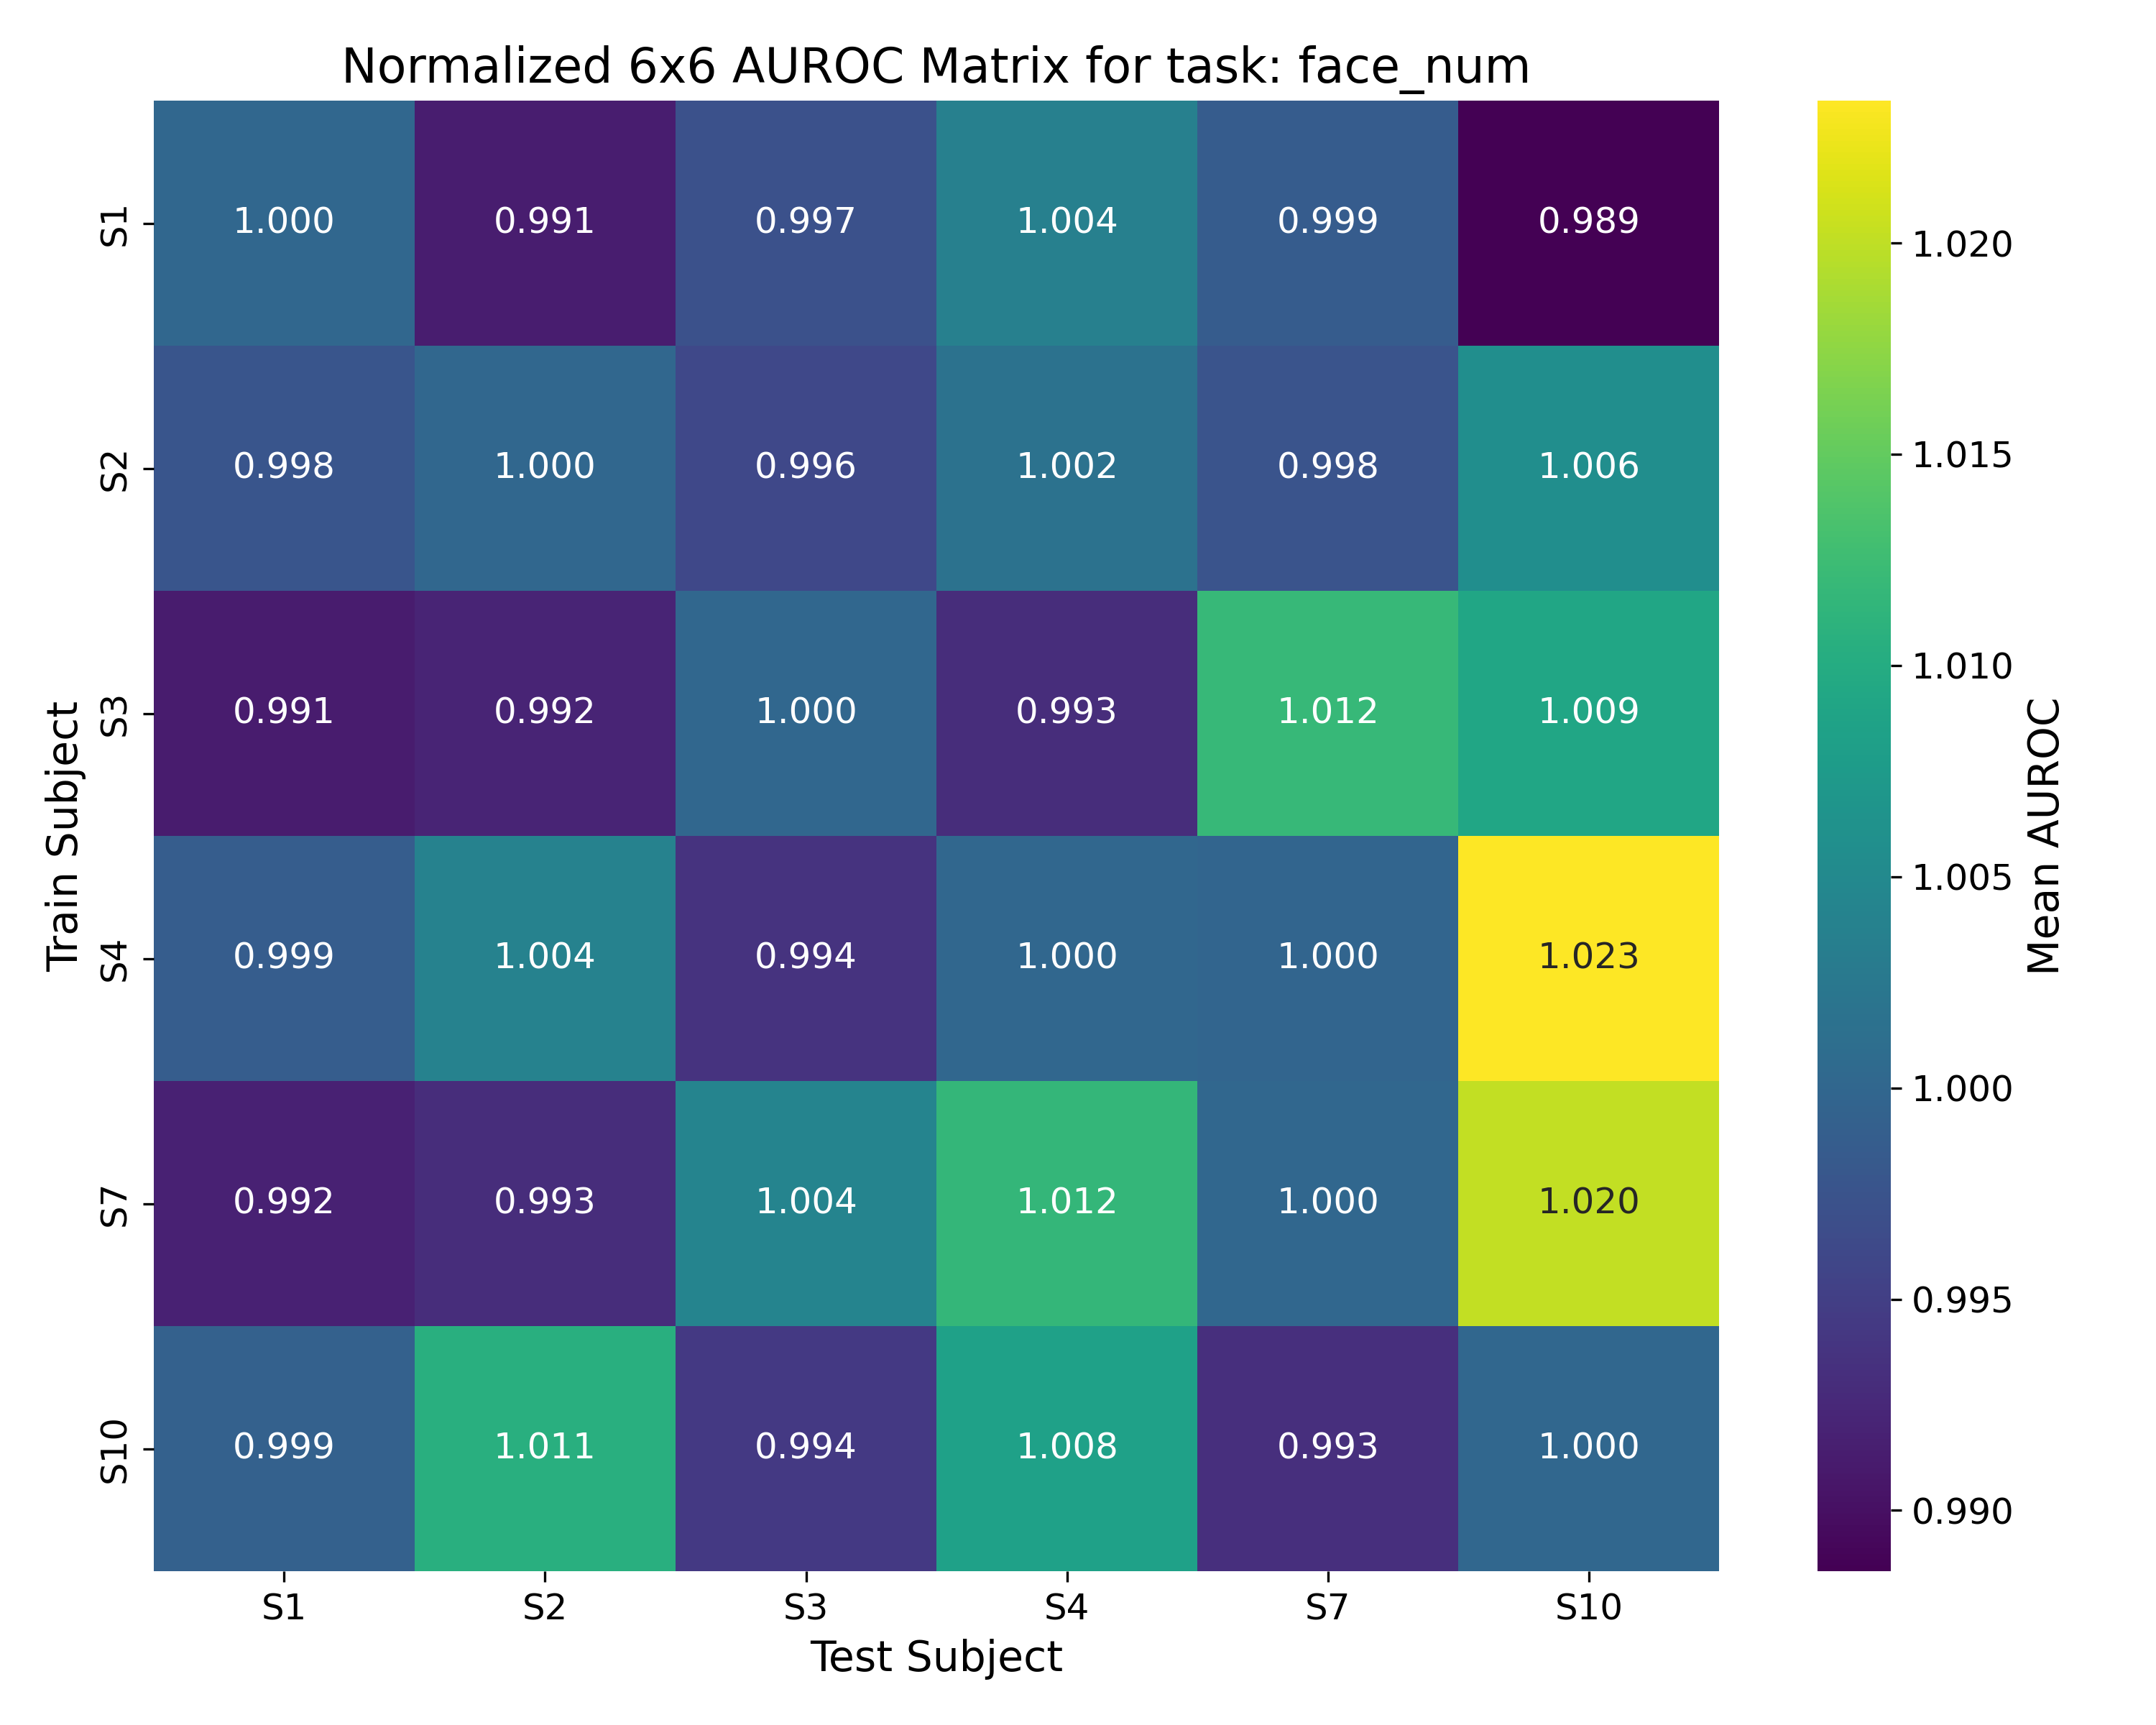 Normalized 6x6 AUROC Matrix for task: face_num
Train Subject
S1 1.000 0.991 0.997 1.004 0.999 0.989
S2 0.998 1.000 0.996 1.002 0.998 1.006
S3 0.991 0.992 1.000 0.993 1.012 1.009
S4 0.999 1.004 0.994 1.000 1.000 1.023
S7 0.992 0.993 1.004 1.012 1.000 1.020
S10 0.999 1.011 0.994 1.008 0.993 1.000
S1 S2 S3 S4 S7 S10
Test Subject
1.020
1.015
1.010
1.005
1.000
0.995
0.990
Mean AUROC